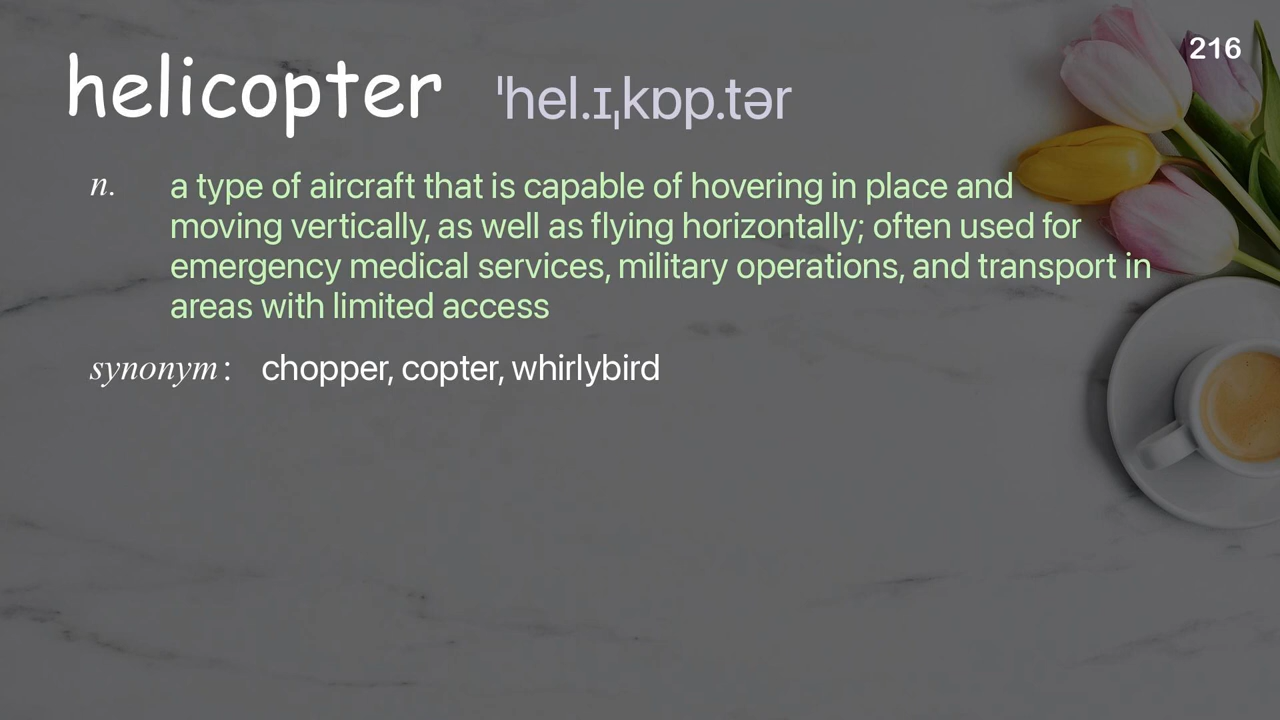 216
helicopter ˈhel.ɪˌkɒp.tər
n. a type of aircraft that is capable of hovering in place and
moving vertically, as well as flying horizontally; often used for
emergency medical services, military operations, and transport in
areas with limited access
synonym : chopper, copter, whirlybird